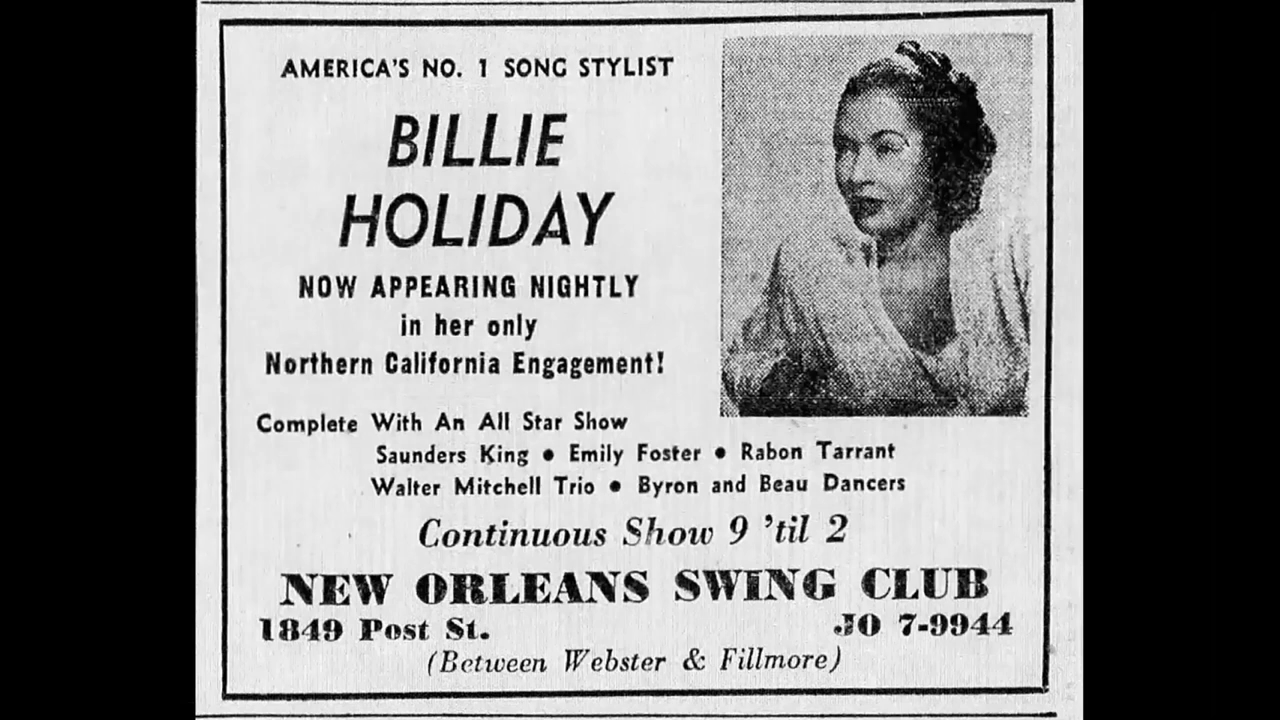 AMERICA'S NO. 1 SONG STYLIST
BILLIE
HOLIDAY
NOW APPEARING NIGHTLY
in her only
Northern California Engagement!
Complete With An All Star Show
Saunders King • Emily Foster • Rabon Tarrant
Walter Mitchell Trio • Byron and Beau Dancers
Continuous Show 9 'til 2
NEW ORLEANS SWING CLUB
1849 Post St. JO 7-9944
(Between Webster & Fillmore)